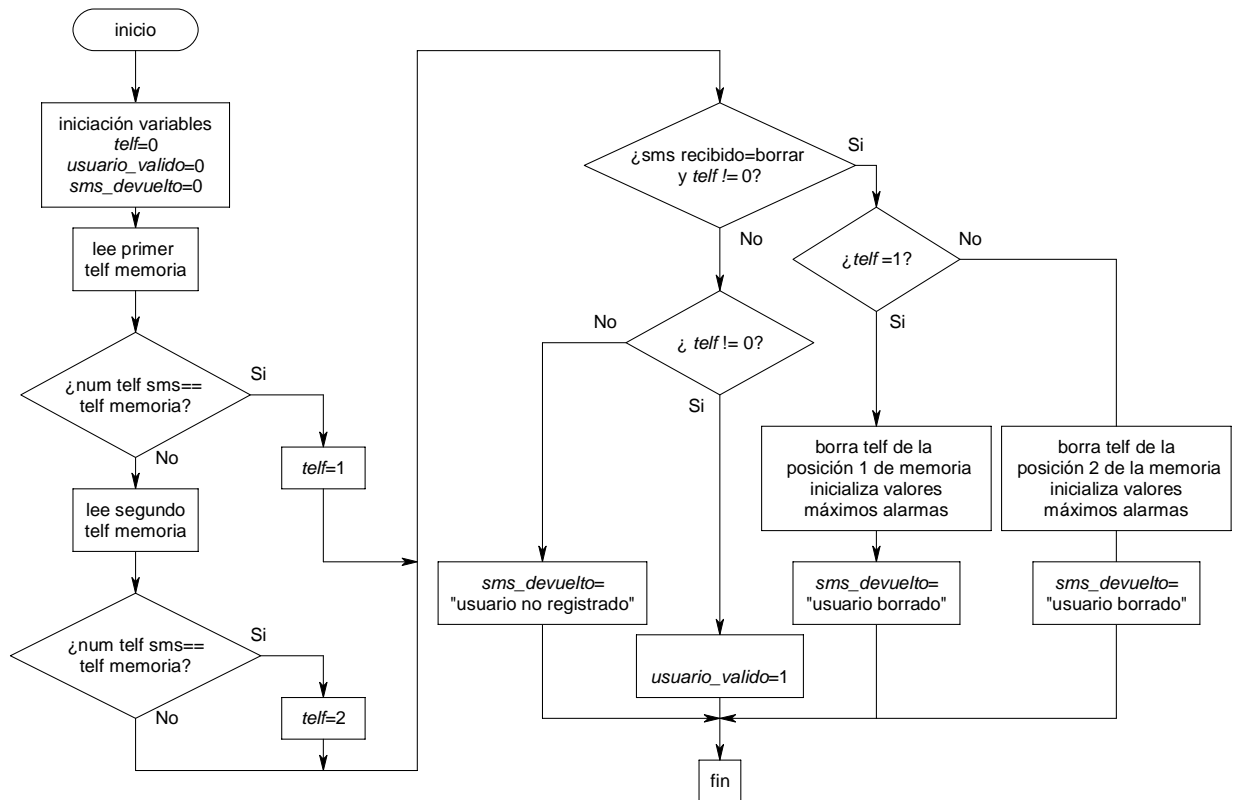 inicio
iniciación variables
telf=0
usuario_valido=0
sms_devuelto=0
lee primer
telf memoria
¿num telf sms==
telf memoria?
Si
No
telf=1
lee segundo
telf memoria
¿num telf sms==
telf memoria?
Si
No
telf=2
¿sms recibido=borrar
y telf != 0?
Si
No
¿telf =1?
No
Si
¿ telf != 0?
No
Si
borra telf de la
posición 1 de memoria
inicializa valores
máximos alarmas
borra telf de la
posición 2 de la memoria
inicializa valores
máximos alarmas
sms_devuelto=
"usuario no registrado"
sms_devuelto=
"usuario borrado"
sms_devuelto=
"usuario borrado"
usuario_valido=1
fin